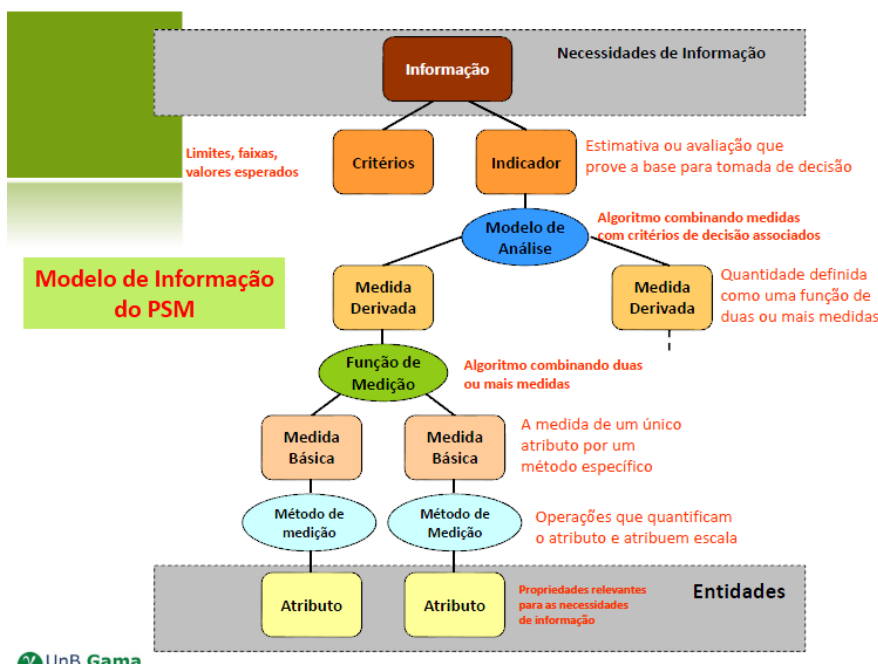 Necessidades de Informação
Informação
Limites, faixas,
valores esperados
Critérios
Indicador
Estimativa ou avaliação que
prove a base para tomada de decisão
Modelo de
Análise
Algoritmo combinando medidas
com critérios de decisão associados
Modelo de Informação
do PSM
Medida
Derivada
Medida
Derivada
Quantidade definida
como uma função de
duas ou mais medidas
Função de
Medição
Algoritmo combinando duas
ou mais medidas
Medida
Básica
Medida
Básica
A medida de um único
atributo por um
método específico
Método de
medição
Método de
Medição
Operações que quantificam
o atributo e atribuem escala
Atributo
Atributo
Propriedades relevantes
para as necessidades
de informação
Entidades
UnB Gama